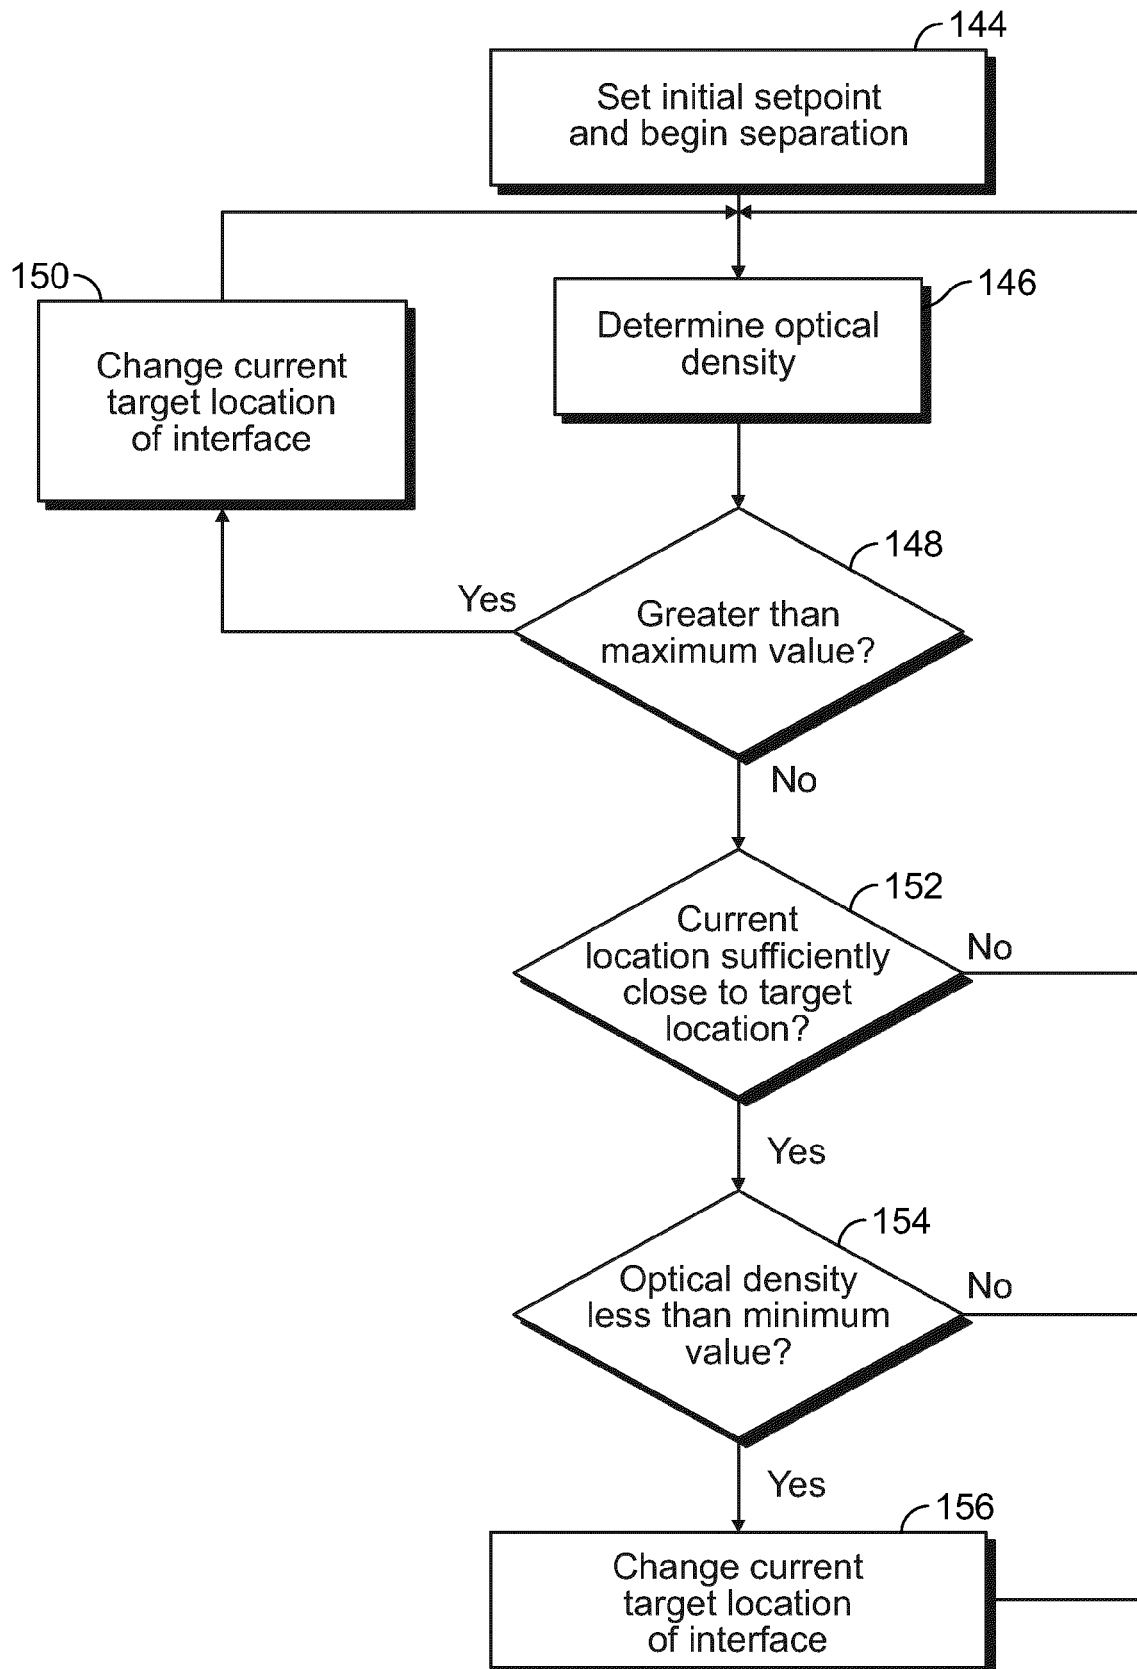 144
Set initial setpoint
and begin separation
150
Change current
target location
of interface
146
Determine optical
density
148
Yes
Greater than
maximum value?
No
152
Current
location sufficiently
close to target
location?
No
Yes
154
Optical density
less than minimum
value?
No
Yes
156
Change current
target location
of interface